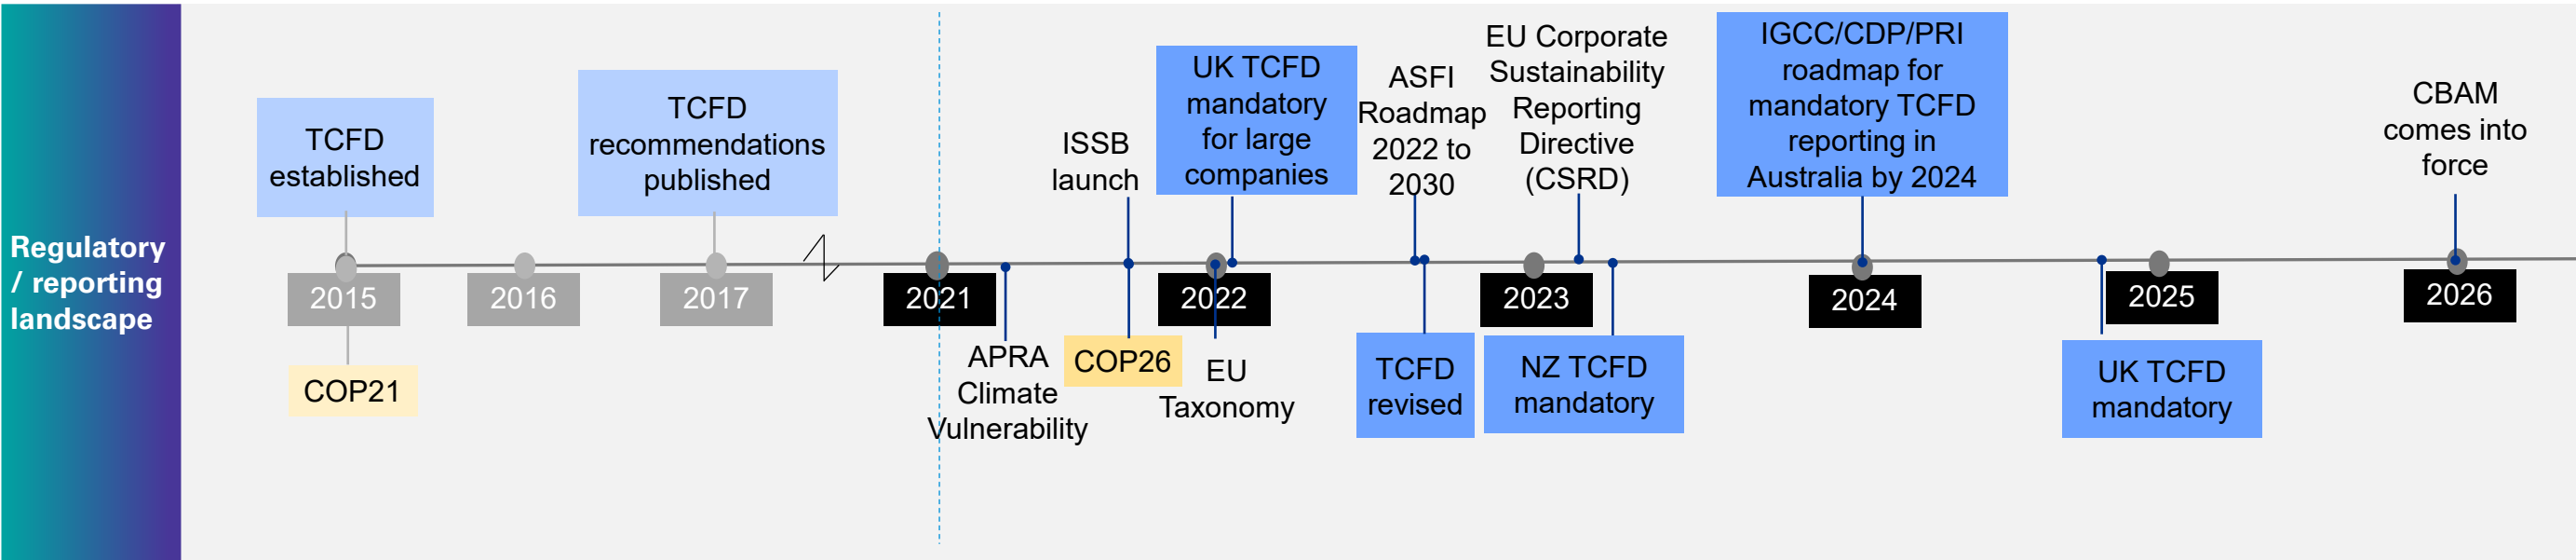 Regulatory
/ reporting
landscape
TCFD
established
TCFD
recommendations
published
ISSB
launch
UK TCFD
mandatory
for large
companies
ASFI
Roadmap
2022 to
2030
EU Corporate
Sustainability
Reporting
Directive
(CSRD)
IGCC/CDP/PRI
roadmap for
mandatory TCFD
reporting in
Australia by 2024
CBAM
comes into
force
2015
2016
2017
2021
2022
2023
2024
2025
2026
COP21
APRA
Climate
Vulnerability
COP26
EU
Taxonomy
TCFD
revised
NZ TCFD
mandatory
UK TCFD
mandatory